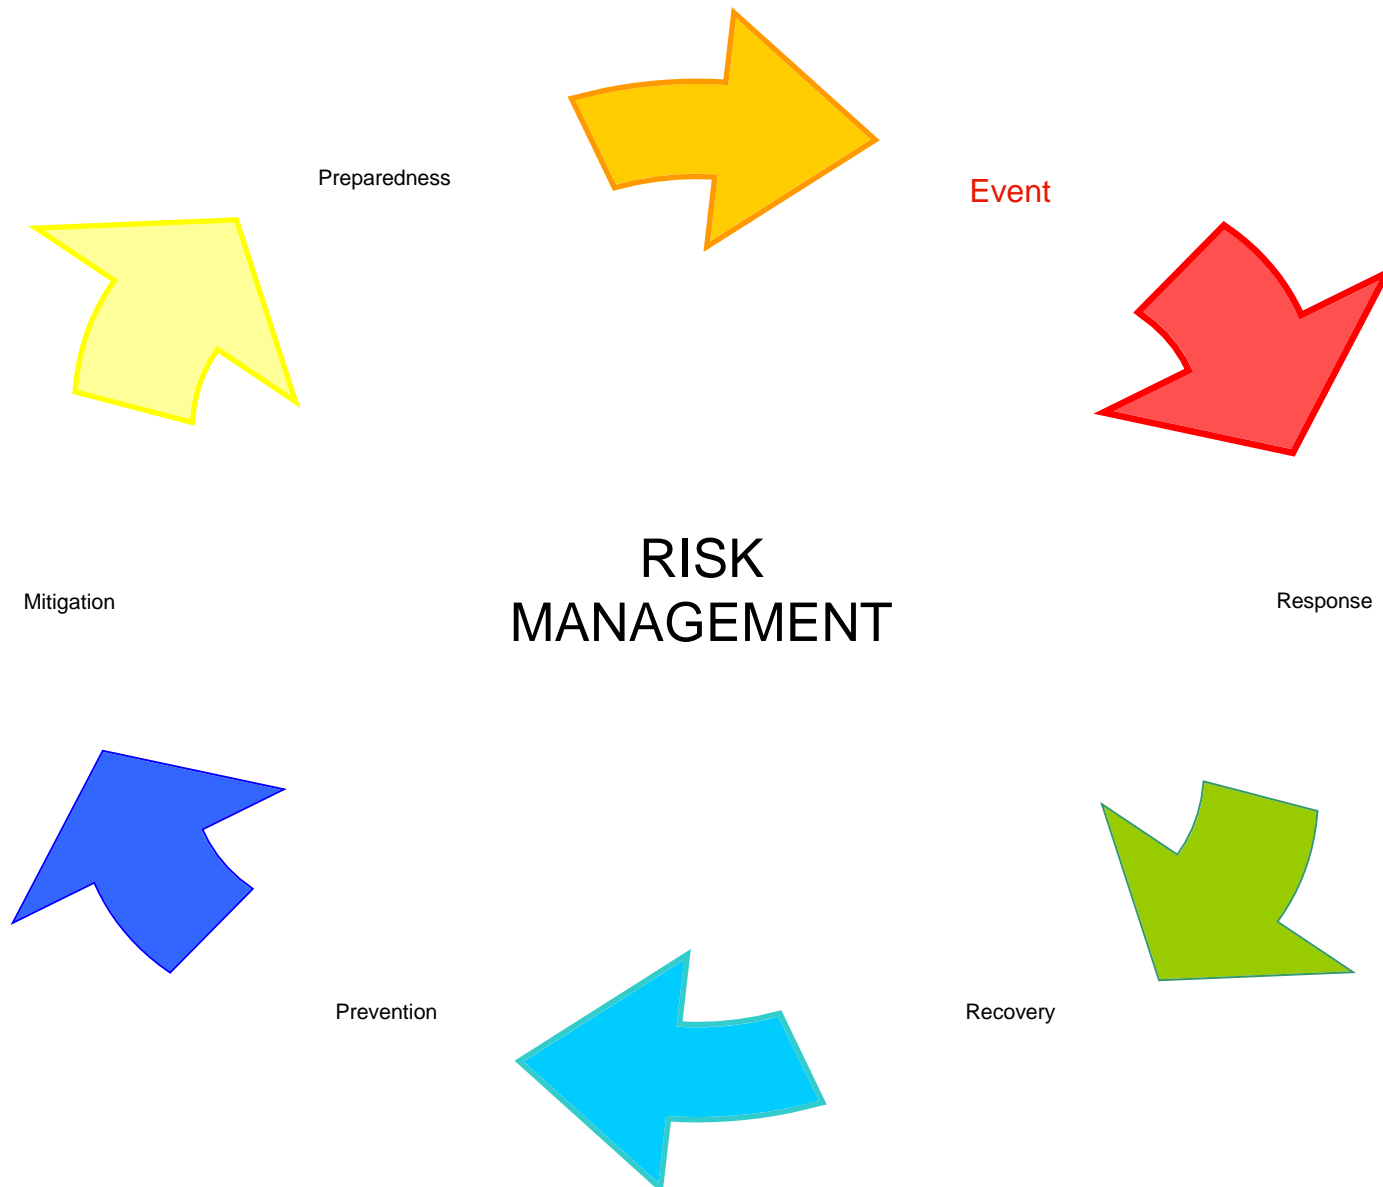 Preparedness
Event
RISK
MANAGEMENT
Mitigation
Response
Prevention
Recovery